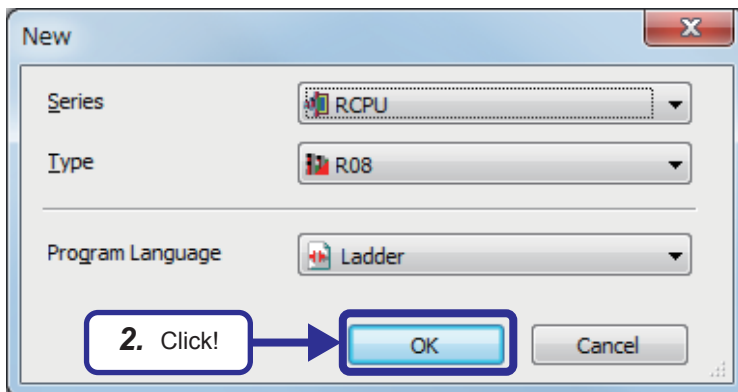 New
Series
RCPU
Type
R08
Program Language
Ladder
2. Click!
OK
Cancel